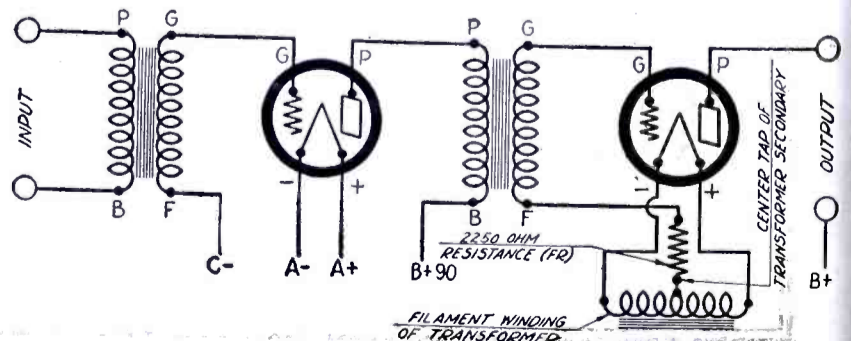 P
G
G
P
P
G
G
P
INPUT
CENTER TAP OF
TRANSFORMER SECONDARY
OUTPUT
-
+
-
+
B
F
B
F
C-
A-
A+
B+90
2250 OHM
RESISTANCE (FR)
B+
FILAMENT WINDING
OF TRANSFORMER